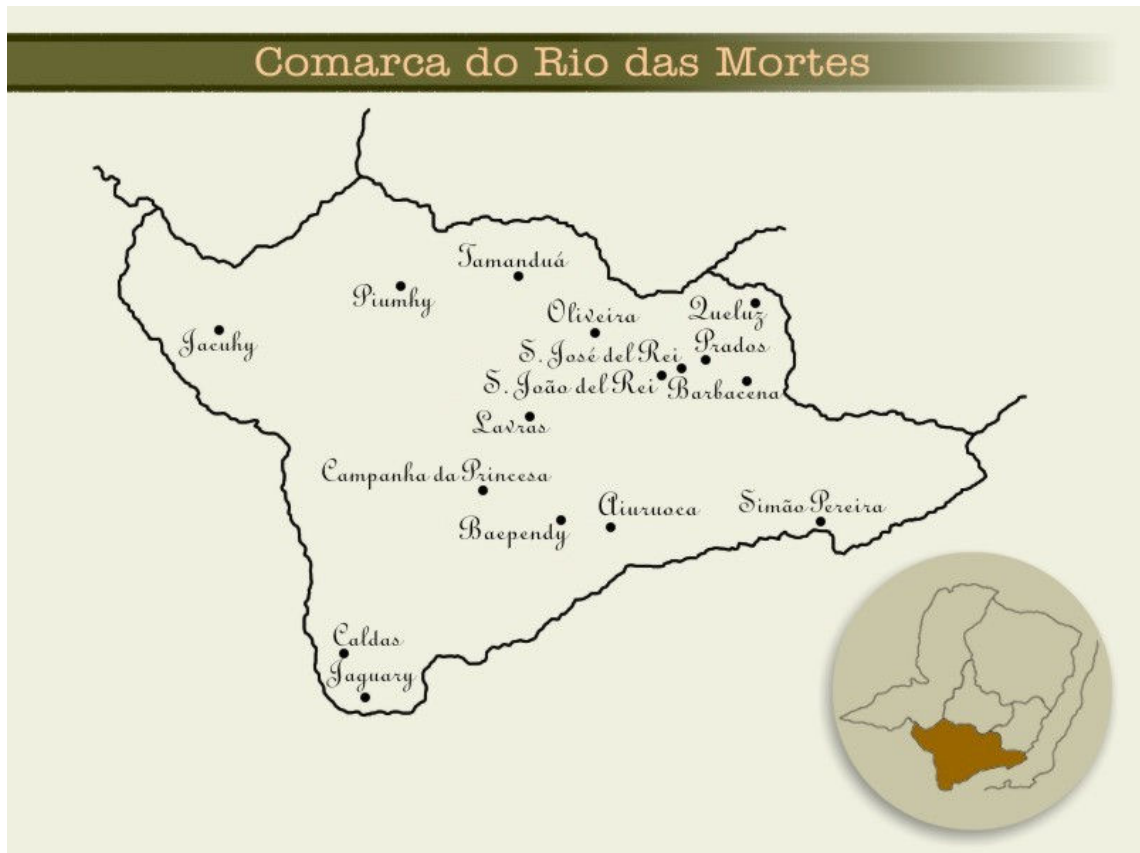 Comarca do Rio das Mortes
Tamanduá
Piumhy
Oliveira
Queluz
Jacuhy
Prados
S. José del Rei
S. João del Rei
Barbacena
Lavras
Campanha da Princesa
Aiuruoca
Simão Pereira
Baependy
Caldas
Jaguary